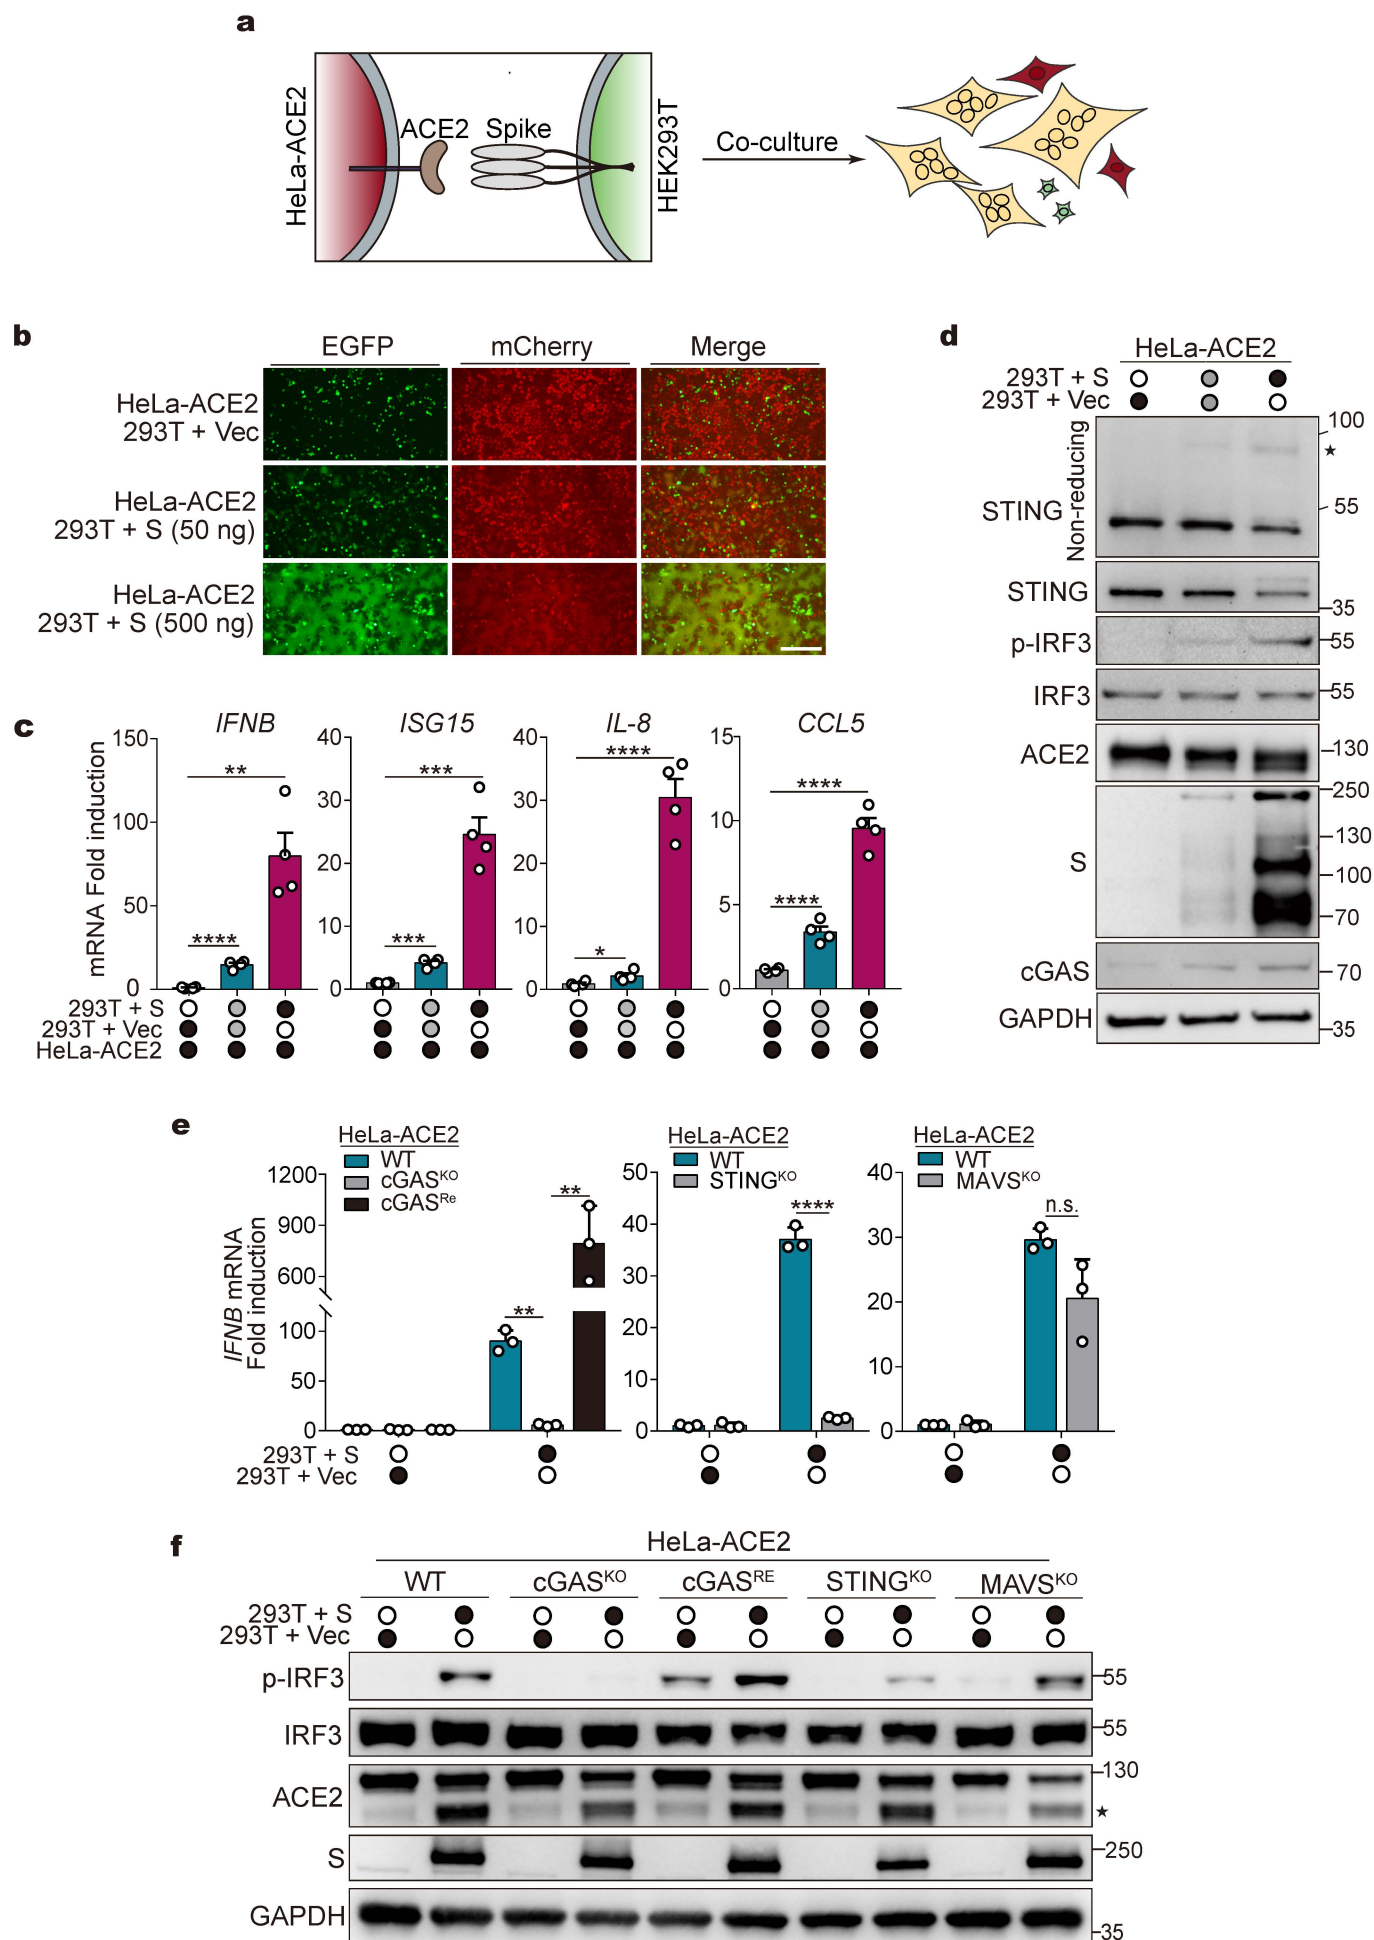 a
HeLa-ACE2
ACE2
Spike
HEK293T
Co-culture
b
EGFP
mCherry
Merge
HeLa-ACE2
293T + Vec
HeLa-ACE2
293T + S (50 ng)
HeLa-ACE2
293T + S (500 ng)
c
mRNA Fold induction
IFNB
150
100
50
0
**
****
ISG15
40
30
20
10
0
***
***
IL-8
40
30
20
10
0
****
*
CCL5
15
10
5
0
****
****
293T + S
293T + Vec
HeLa-ACE2
d
HeLa-ACE2
293T + S
293T + Vec
STING
Non-reducing
100
★
55
STING
35
p-IRF3
55
IRF3
55
ACE2
130
S
250
130
100
70
cGAS
70
GAPDH
35
e
IFNB mRNA
Fold induction
HeLa-ACE2
WT
cGASKO
cGASRe
1200
900
600
100
50
0
**
**
HeLa-ACE2
WT
STINGKO
50
40
30
20
10
0
****
HeLa-ACE2
WT
MAVSKO
40
30
20
10
0
n.s.
293T + S
293T + Vec
f
HeLa-ACE2
WT
cGASKO
cGASRE
STINGKO
MAVSKO
293T + S
293T + Vec
p-IRF3
55
IRF3
55
ACE2
130
★
S
250
GAPDH
35